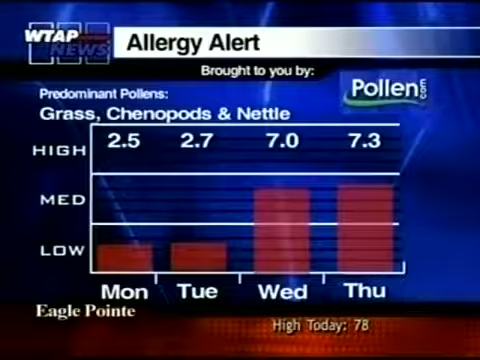 WTAP
NEWS
Allergy Alert
Brought to you by:
Pollen.com
Predominant Pollens:
Grass, Chenopods & Nettle
HIGH 2.5 2.7 7.0 7.3
MED
LOW
Mon Tue Wed Thu
Eagle Pointe
High Today: 78